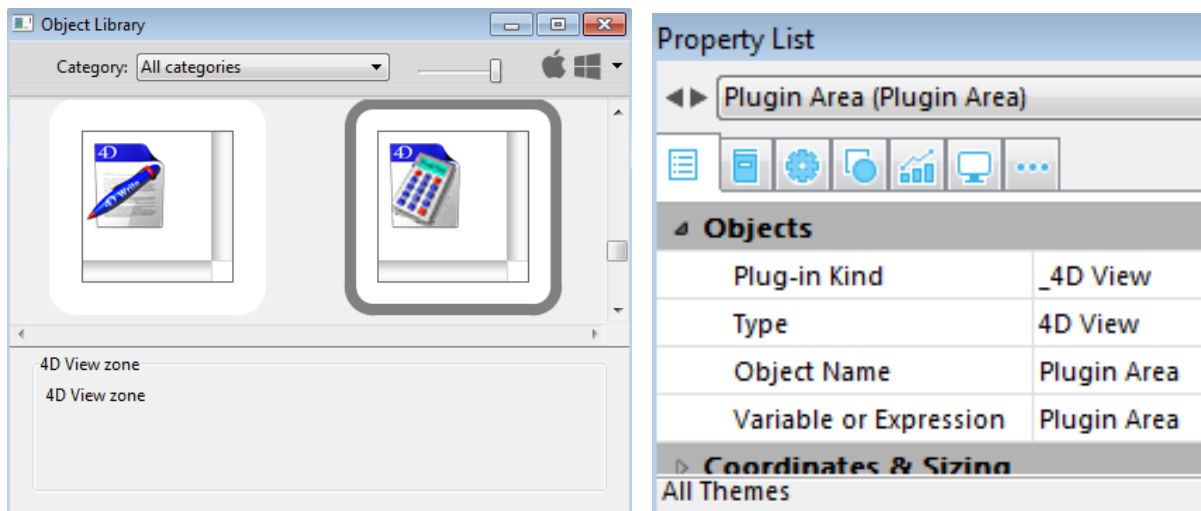 Object Library
Category: All categories
4D
4D Write
4D
4D View zone
4D View zone
Property List
Plugin Area (Plugin Area)
Objects
Plug-in Kind _4D View
Type 4D View
Object Name Plugin Area
Variable or Expression Plugin Area
Coordinates & Sizing
All Themes